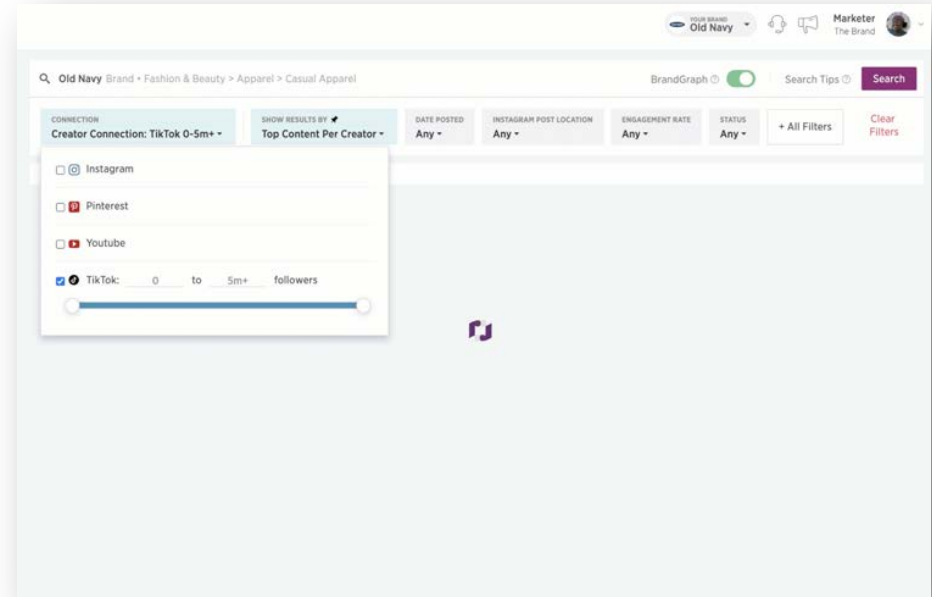 YOUR BRAND
Old Navy
Marketer
The Brand
Old Navy Brand • Fashion & Beauty > Apparel > Casual Apparel
BrandGraph
Search Tips
Search
CONNECTION
Creator Connection: TikTok 0-5m+
SHOW RESULTS BY
Top Content Per Creator
DATE POSTED
Any
INSTAGRAM POST LOCATION
Any
ENGAGEMENT RATE
Any
STATUS
Any
+ All Filters
Clear
Filters
Instagram
Pinterest
Youtube
TikTok: 0 to 5m+ followers